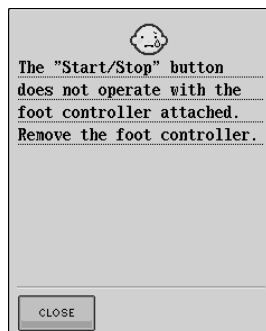 The "Start/Stop" button
does not operate with the
foot controller attached.
Remove the foot controller.
CLOSE